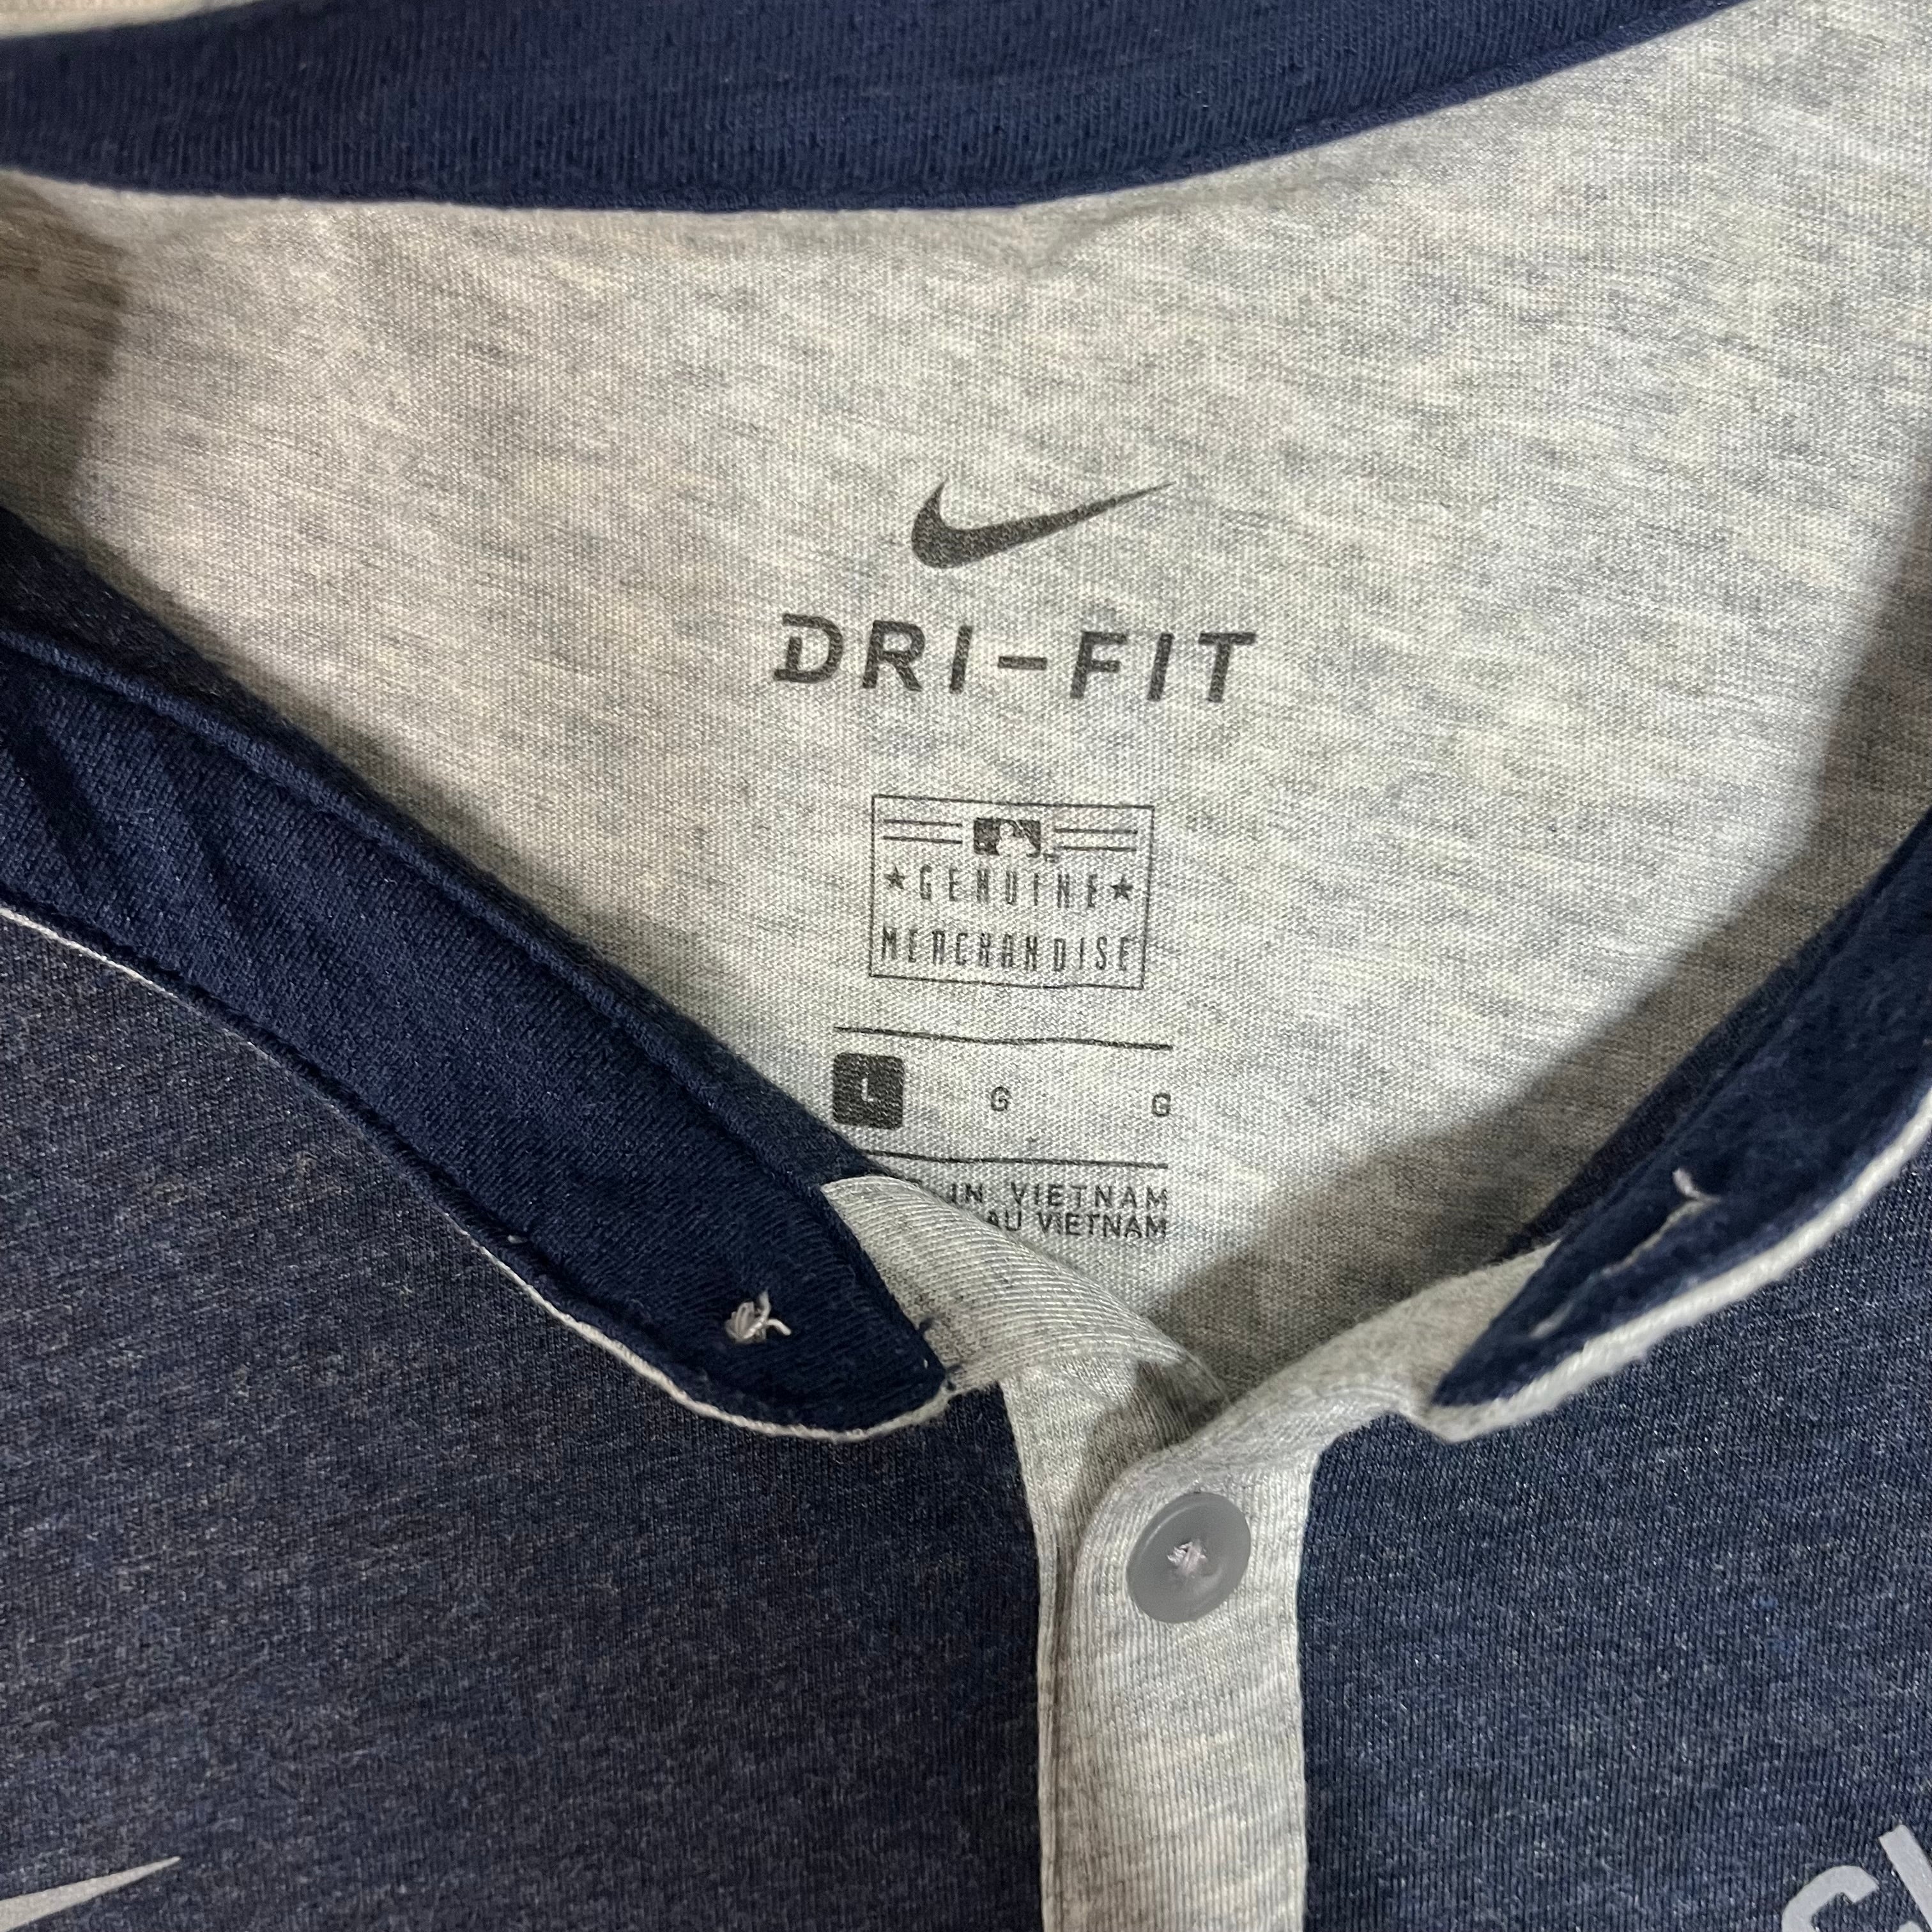 DRI-FIT
GENUINE
MERCHANDISE
L G G
IN VIETNAM
AU VIETNAM